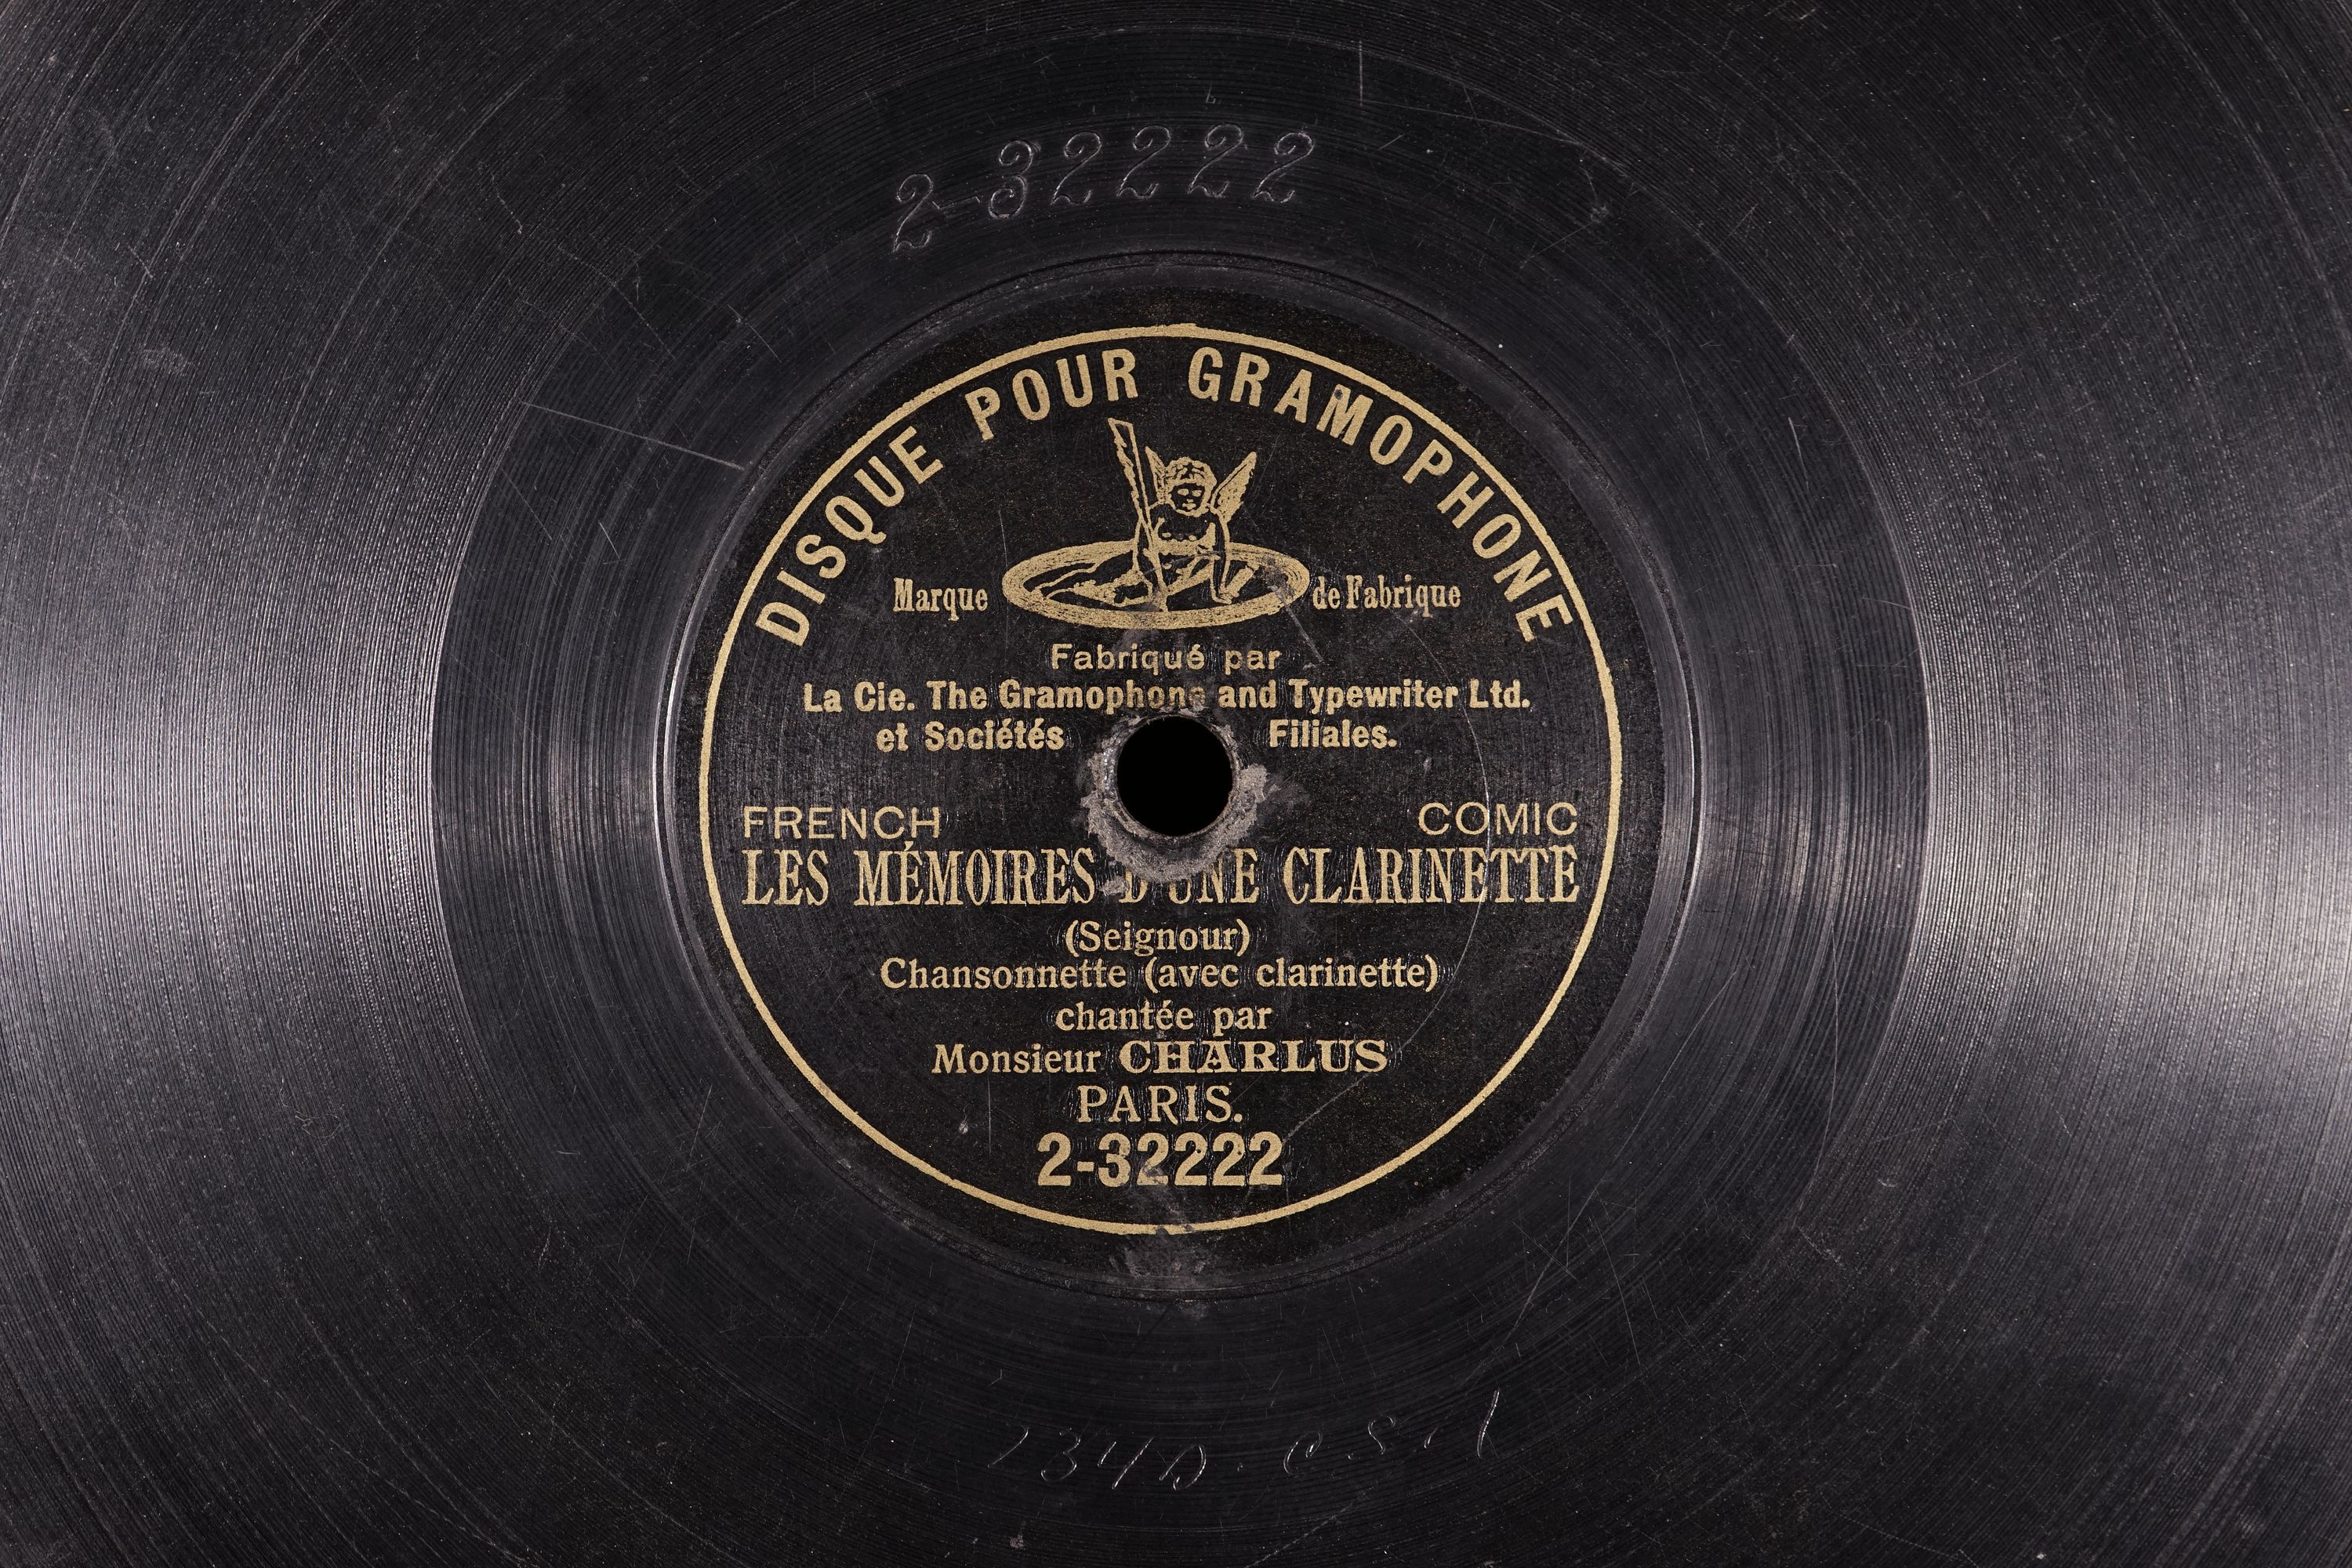 2-32222
DISQUE POUR GRAMOPHONE
Marque de Fabrique
Fabriqué par
La Cie. The Gramophone and Typewriter Ltd.
et Sociétés Filiales.
FRENCH COMIC
LES MÉMOIRES D'UNE CLARINETTE
(Seignour)
Chansonnette (avec clarinette)
chantée par
Monsieur CHARLUS
PARIS.
2-32222